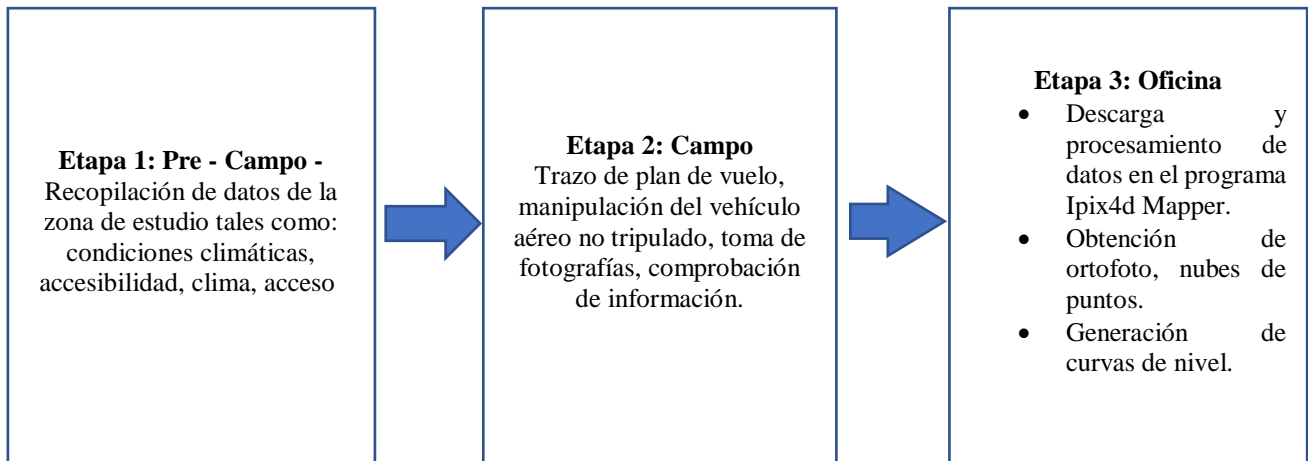 Etapa 1: Pre - Campo -
Recopilación de datos de la
zona de estudio tales como:
condiciones climáticas,
accesibilidad, clima, acceso
Etapa 2: Campo
Trazo de plan de vuelo,
manipulación del vehículo
aéreo no tripulado, toma de
fotografías, comprobación
de información.
Etapa 3: Oficina
• Descarga y
procesamiento de
datos en el programa
Ipix4d Mapper.
• Obtención de
ortofoto, nubes de
puntos.
• Generación de
curvas de nivel.